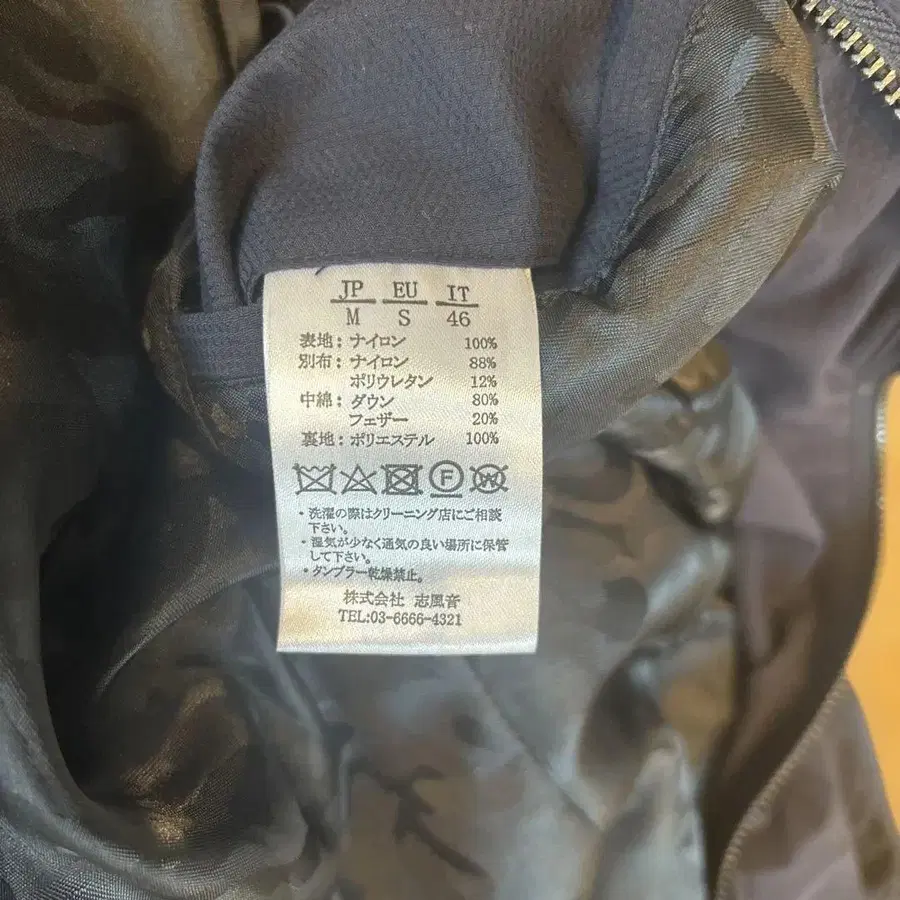 JP EU IT
M S 46
表地: ナイロン 100%
別布: ナイロン 88%
ポリウレタン 12%
中綿: ダウン 80%
フェザー 20%
裏地: ポリエステル 100%
F W
・洗濯の際はクリーニング店にご相談
下さい。
・湿気が少なく通気の良い場所に保管
して下さい。
・タンブラー乾燥禁止。
株式会社 志風音
TEL:03-6666-4321